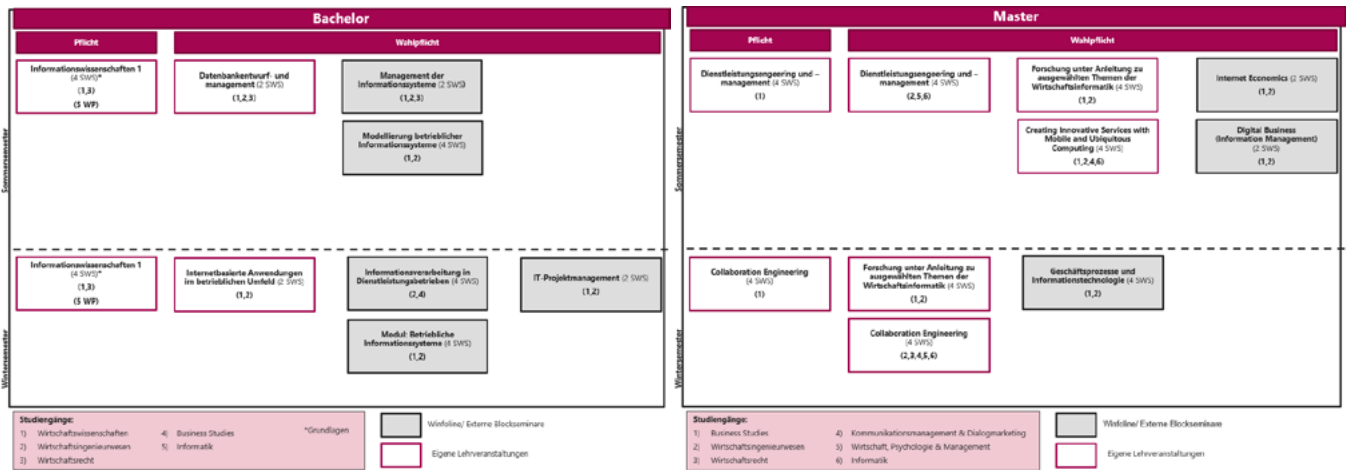 Bachelor
Pflicht
Wahlpflicht
Sommersemester
Informationswissenschaften 1
(4 SWS)*
(1,3)
(5 WP)
Datenbankentwurf- und
management (2 SWS)
(1,2,3)
Management der
Informationssysteme (2 SWS)
(1,2,3)
Modellierung betrieblicher
Informationssysteme (4 SWS)
(1,2)
Wintersemester
Informationswissenschaften 1
(4 SWS)*
(1,3)
(5 WP)
Internetbasierte Anwendungen
im betrieblichen Umfeld (2 SWS)
(1,2)
Informationsverarbeitung in
Dienstleistungsbetrieben (4 SWS)
(2,4)
IT-Projektmanagement (2 SWS)
(1,2)
Modul: Betriebliche
Informationssysteme (8 SWS)
(1,2)
Studiengänge:
1) Wirtschaftswissenschaften
2) Wirtschaftsingenieurwesen
3) Wirtschaftsrecht
4) Business Studies
5) Informatik
*Grundlagen
Winfoline/ Externe Blockseminare
Eigene Lehrveranstaltungen
Master
Pflicht
Wahlpflicht
Sommersemester
Dienstleistungsengeering und –
management (4 SWS)
(1)
Dienstleistungsengeering und –
management (4 SWS)
(2,5,6)
Forschung unter Anleitung zu
ausgewählten Themen der
Wirtschaftsinformatik (4 SWS)
(1,2)
Internet Economics (2 SWS)
(1,2)
Creating Innovative Services with
Mobile and Ubiquitous
Computing (4 SWS)
(1,2,4,6)
Digital Business
(Information Management)
(2 SWS)
(1,2)
Wintersemester
Collaboration Engineering
(4 SWS)
(1)
Forschung unter Anleitung zu
ausgewählten Themen der
Wirtschaftsinformatik (4 SWS)
(1,2)
Geschäftsprozesse und
Informationstechnologie (4 SWS)
(1,2)
Collaboration Engineering
(4 SWS)
(2,3,4,5,6)
Studiengänge:
1) Business Studies
2) Wirtschaftsingenieurwesen
3) Wirtschaftsrecht
4) Kommunikationsmanagement & Dialogmarketing
5) Wirtschaft, Psychologie & Management
6) Informatik
Winfoline/ Externe Blockseminare
Eigene Lehrveranstaltungen